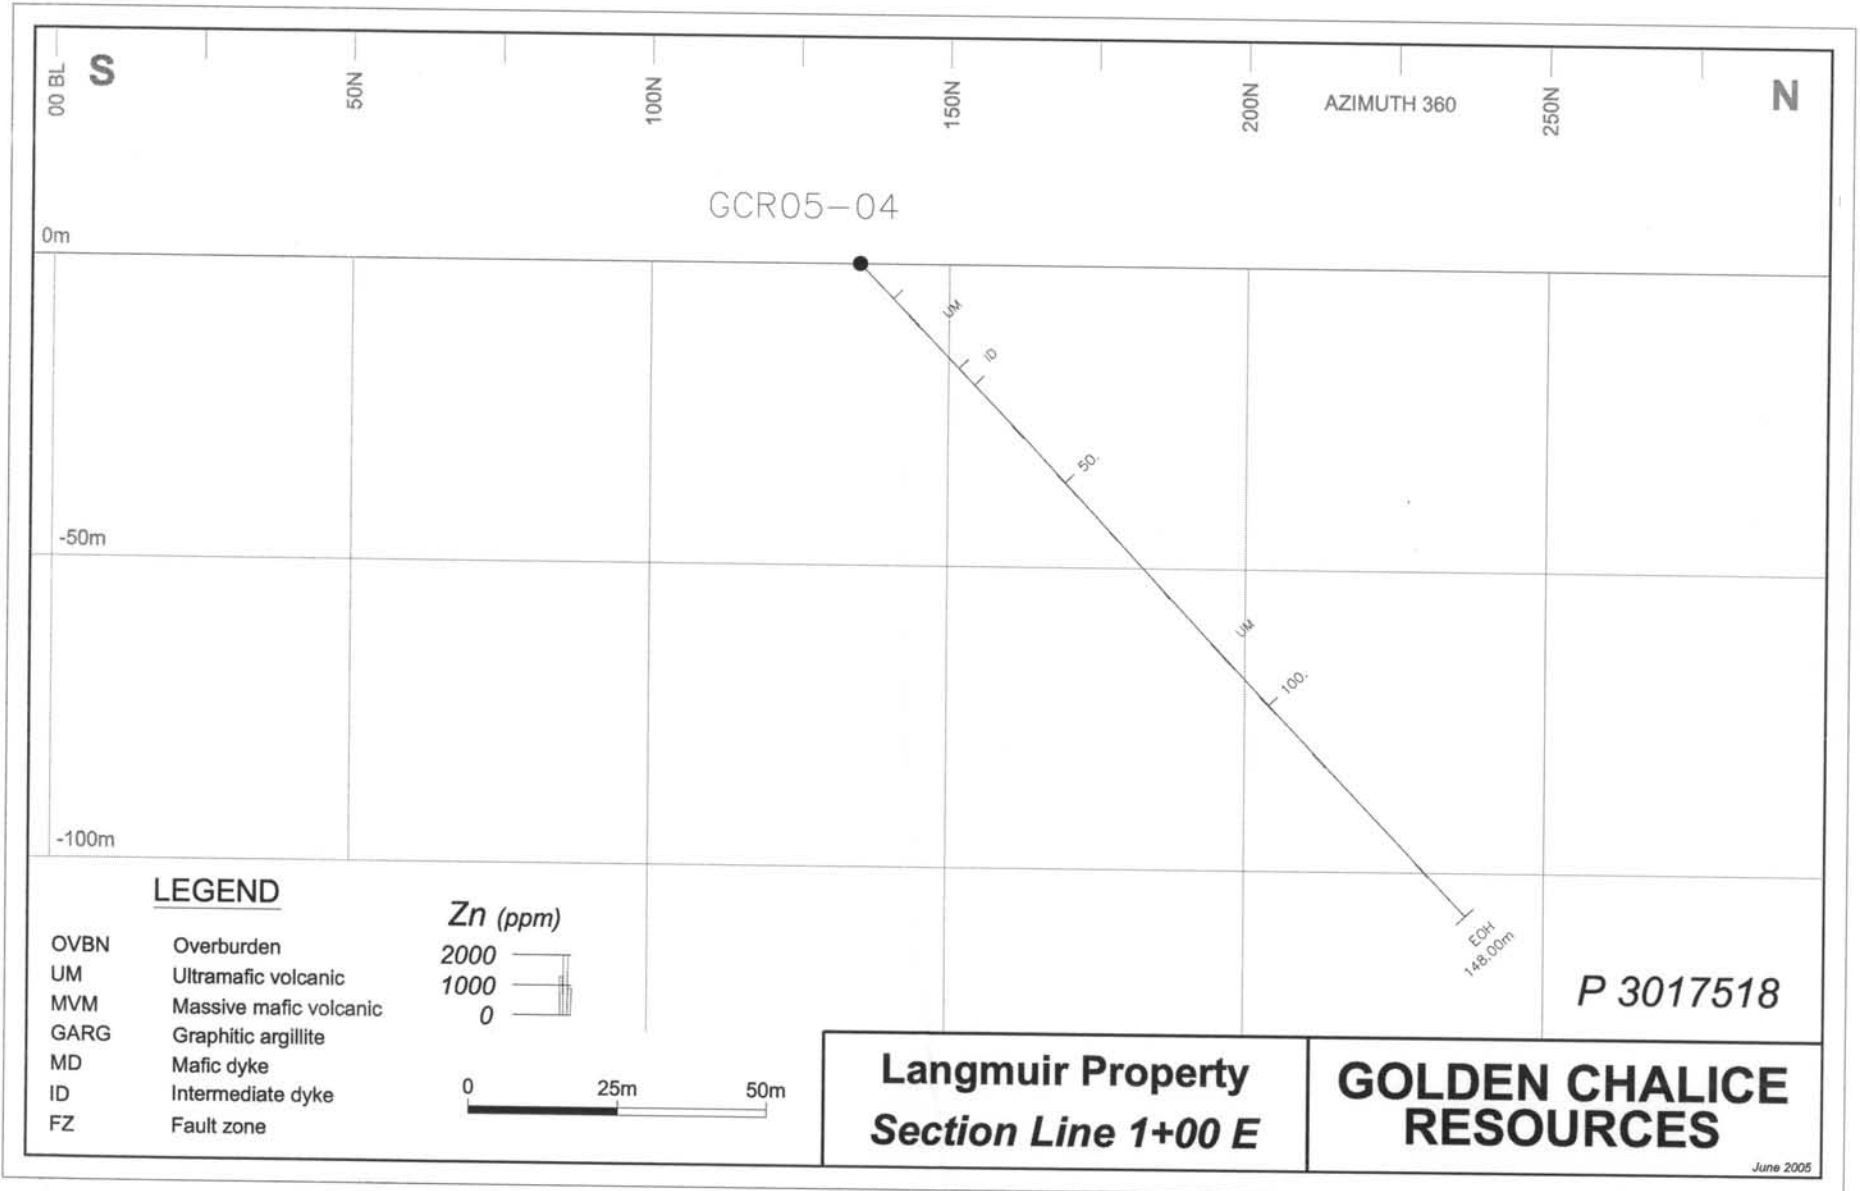 S
N
00 BL
50N
100N
150N
200N
AZIMUTH 360
250N
GCR05-04
0m
UM
ID
50.
-50m
UM
100.
-100m
EOH
148.00m
LEGEND
OVBN Overburden
UM Ultramafic volcanic
MVM Massive mafic volcanic
GARG Graphitic argillite
MD Mafic dyke
ID Intermediate dyke
FZ Fault zone
Zn (ppm)
2000
1000
0
0 25m 50m
P 3017518
Langmuir Property
Section Line 1+00 E
GOLDEN CHALICE
RESOURCES
June 2005